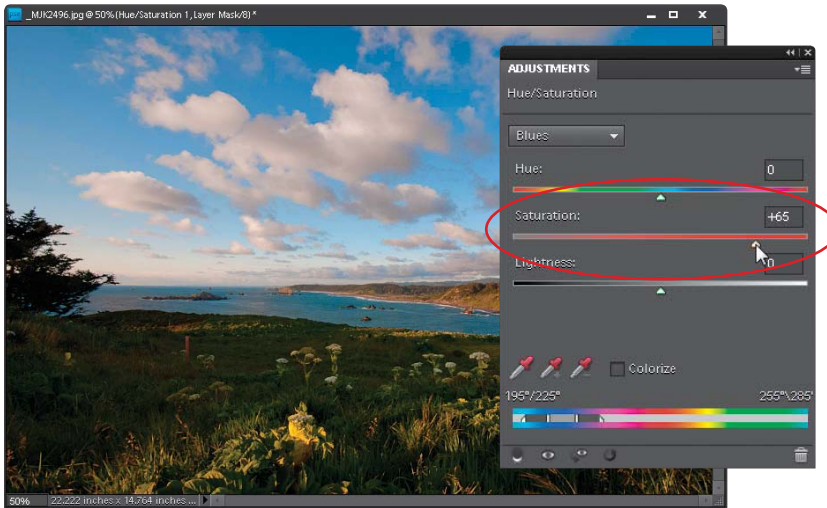 _MJK2496.jpg @ 50% (Hue/Saturation 1, Layer Mask/8) *
ADJUSTMENTS
Hue/Saturation
Blues
Hue: 0
Saturation: +65
Lightness: 0
Colorize
195°/225° 255°\285°
50% 22.222 inches x 14.764 inches ...